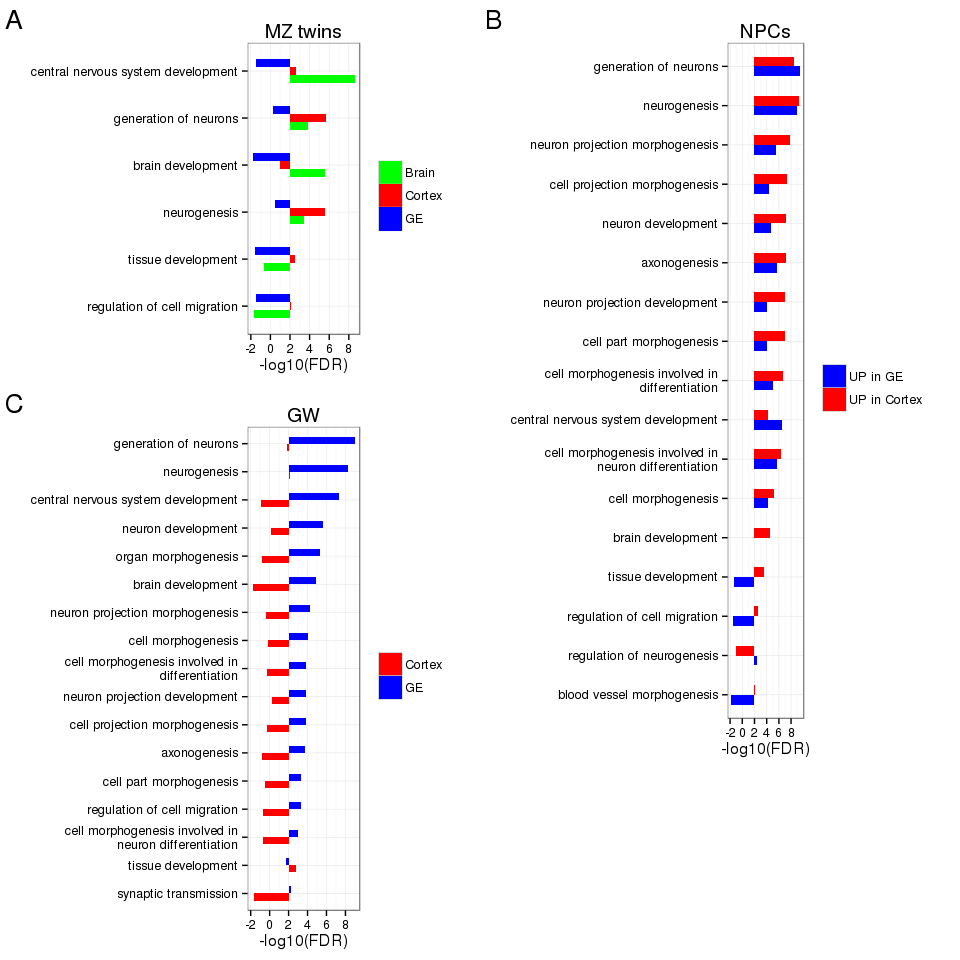 A
MZ twins
central nervous system development
generation of neurons
brain development
neurogenesis
tissue development
regulation of cell migration
-2 0 2 4 6 8
-log10(FDR)
Brain
Cortex
GE
B
NPCs
generation of neurons
neurogenesis
neuron projection morphogenesis
cell projection morphogenesis
neuron development
axonogenesis
neuron projection development
cell part morphogenesis
cell morphogenesis involved in
differentiation
central nervous system development
cell morphogenesis involved in
neuron differentiation
cell morphogenesis
brain development
tissue development
regulation of cell migration
regulation of neurogenesis
blood vessel morphogenesis
-2 0 2 4 6 8
-log10(FDR)
UP in GE
UP in Cortex
C
GW
generation of neurons
neurogenesis
central nervous system development
neuron development
organ morphogenesis
brain development
neuron projection morphogenesis
cell morphogenesis
cell morphogenesis involved in
differentiation
neuron projection development
cell projection morphogenesis
axonogenesis
cell part morphogenesis
regulation of cell migration
cell morphogenesis involved in
neuron differentiation
tissue development
synaptic transmission
-2 0 2 4 6 8
-log10(FDR)
Cortex
GE